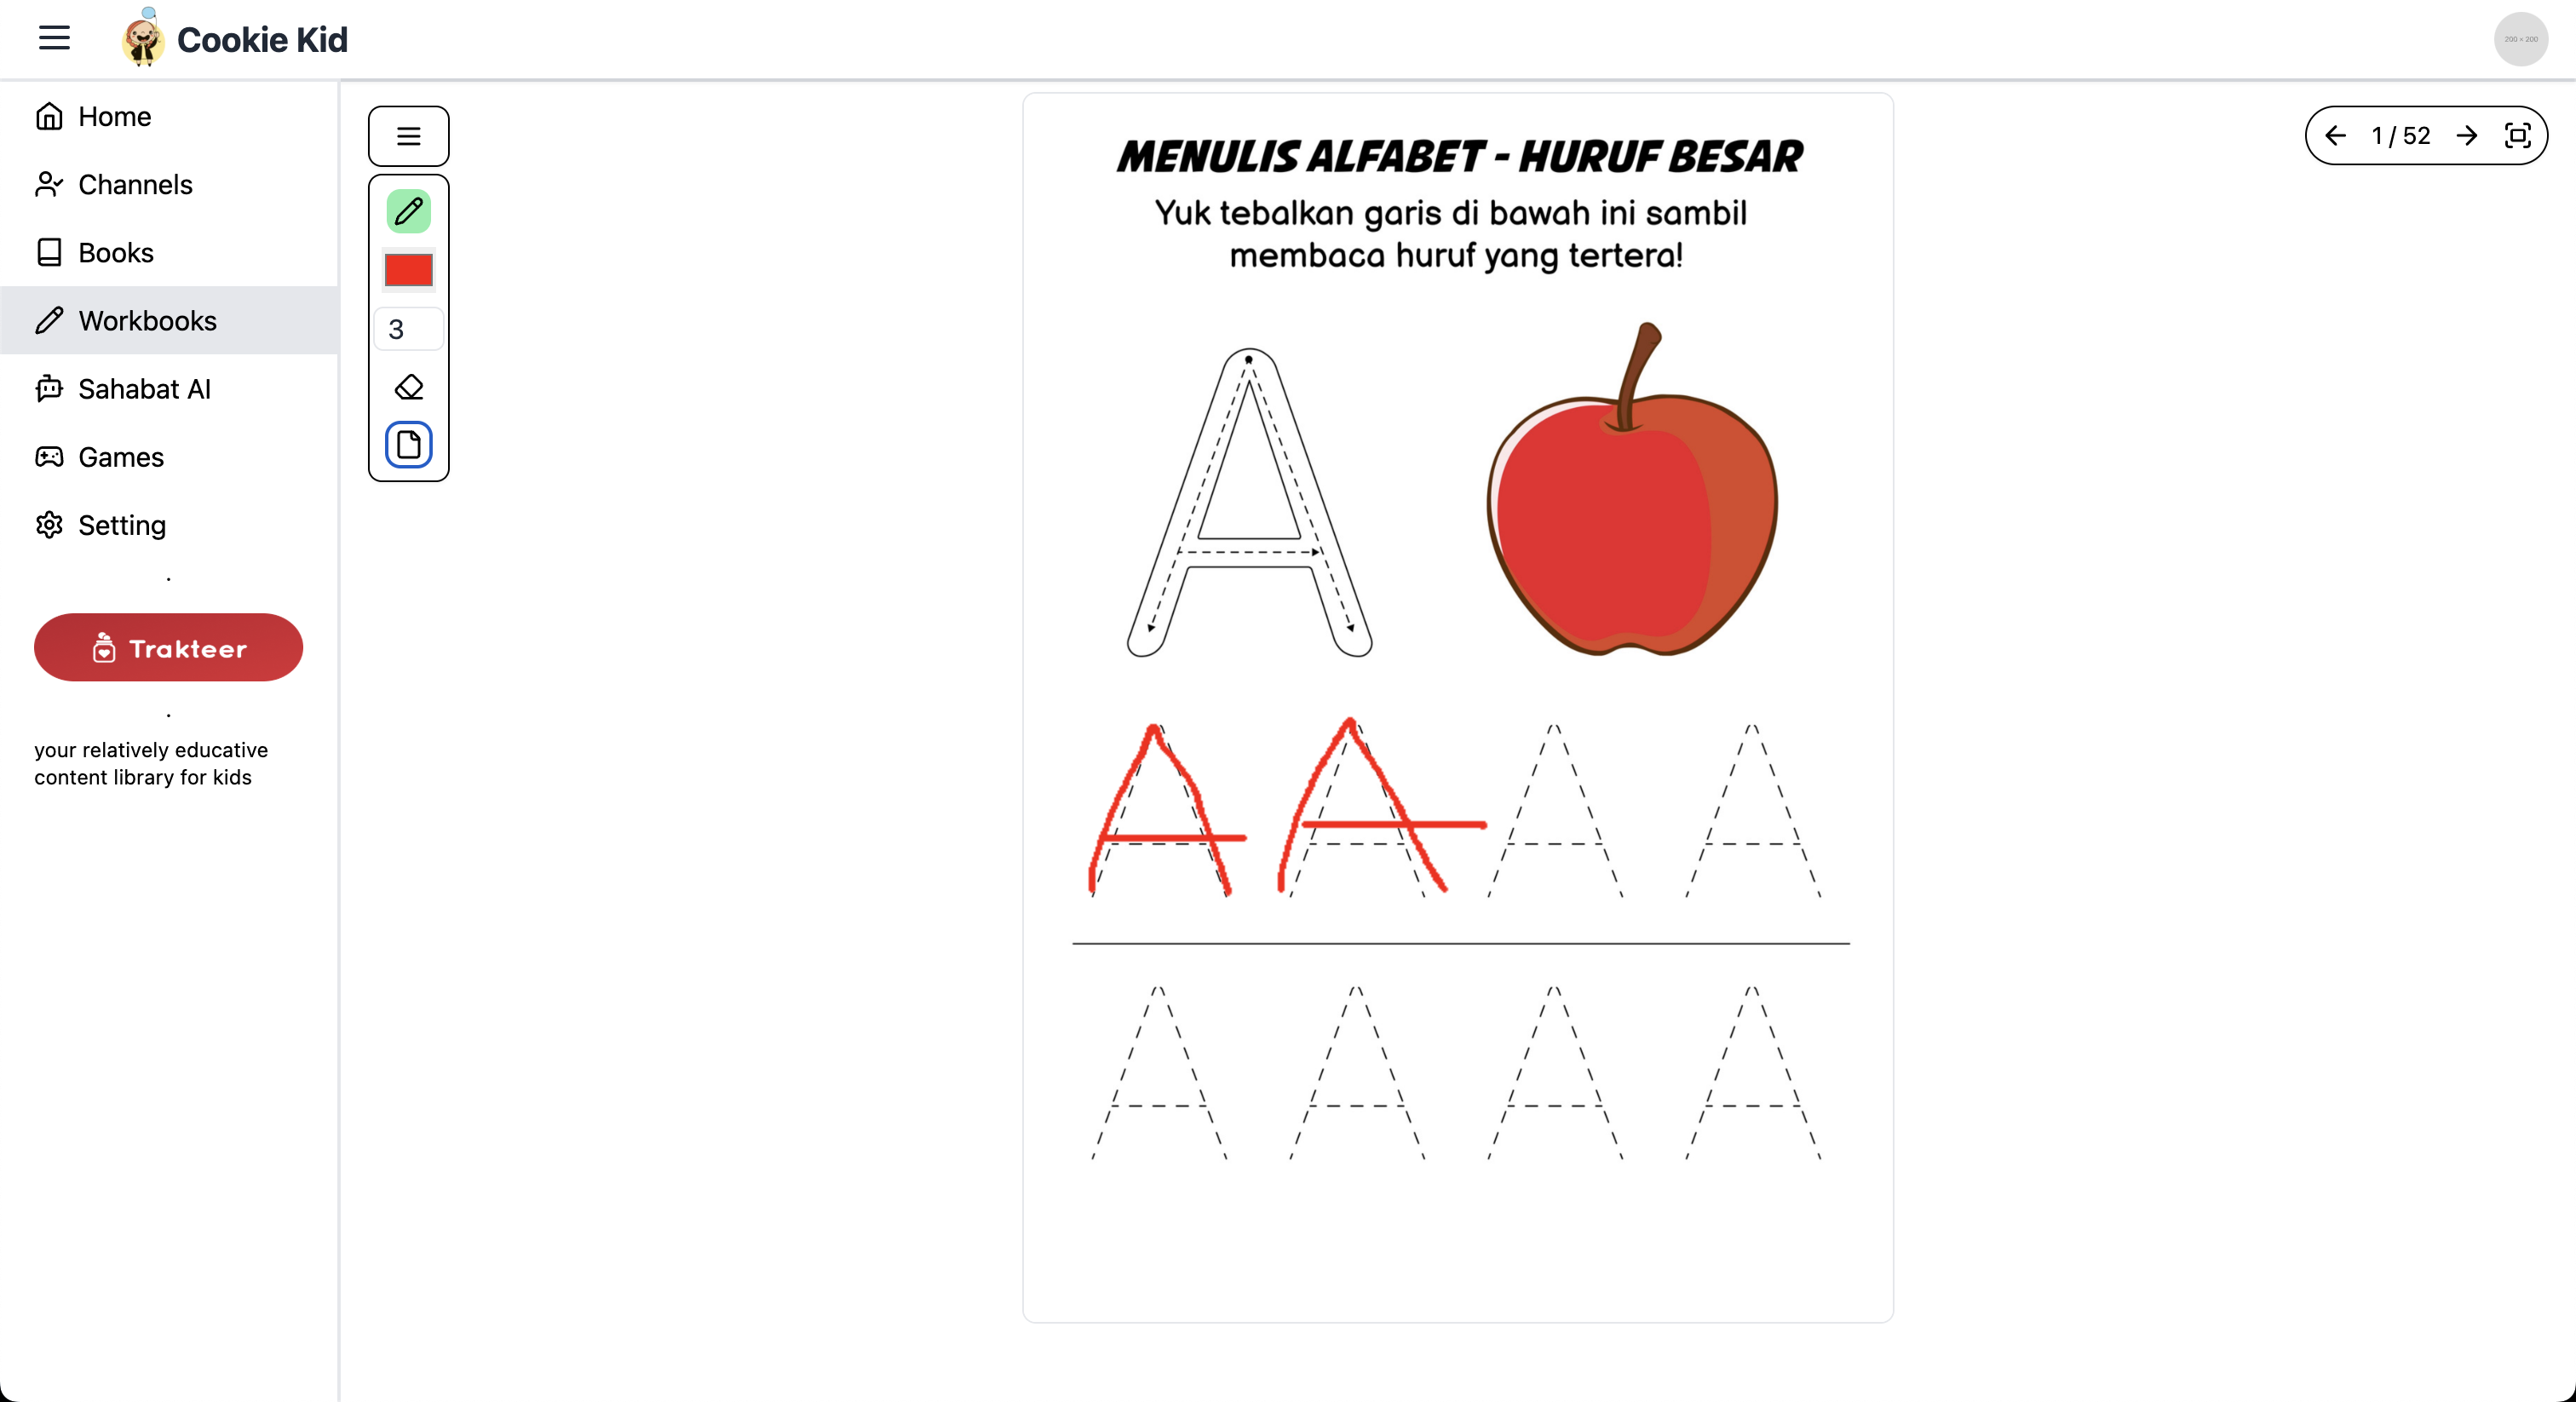 Cookie Kid
200 × 200
Home
Channels
Books
Workbooks
Sahabat AI
Games
Setting
.
Trakteer
.
your relatively educative
content library for kids
3
1 / 52
MENULIS ALFABET - HURUF BESAR
Yuk tebalkan garis di bawah ini sambil
membaca huruf yang tertera!
A
A A A A
A A A A